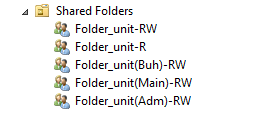 Shared Folders
Folder_unit-RW
Folder_unit-R
Folder_unit(Buh)-RW
Folder_unit(Main)-RW
Folder_unit(Adm)-RW